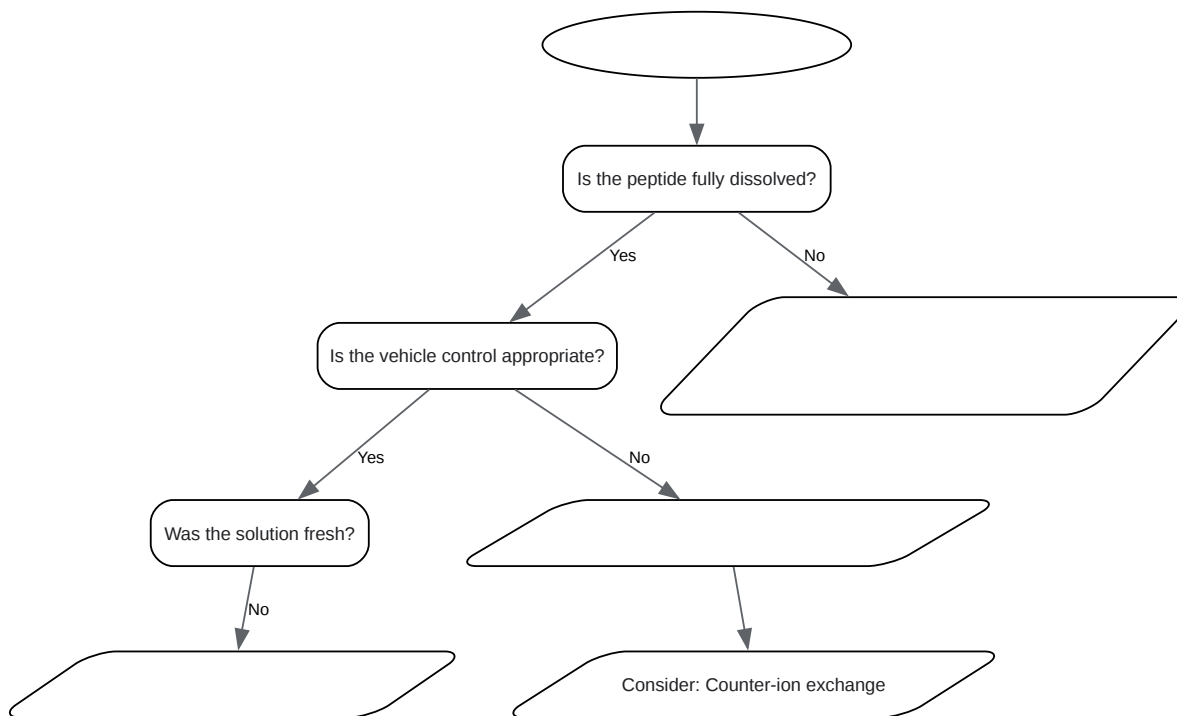 Is the peptide fully dissolved?
Yes
No
Is the vehicle control appropriate?
Yes
No
Was the solution fresh?
No
Consider: Counter-ion exchange